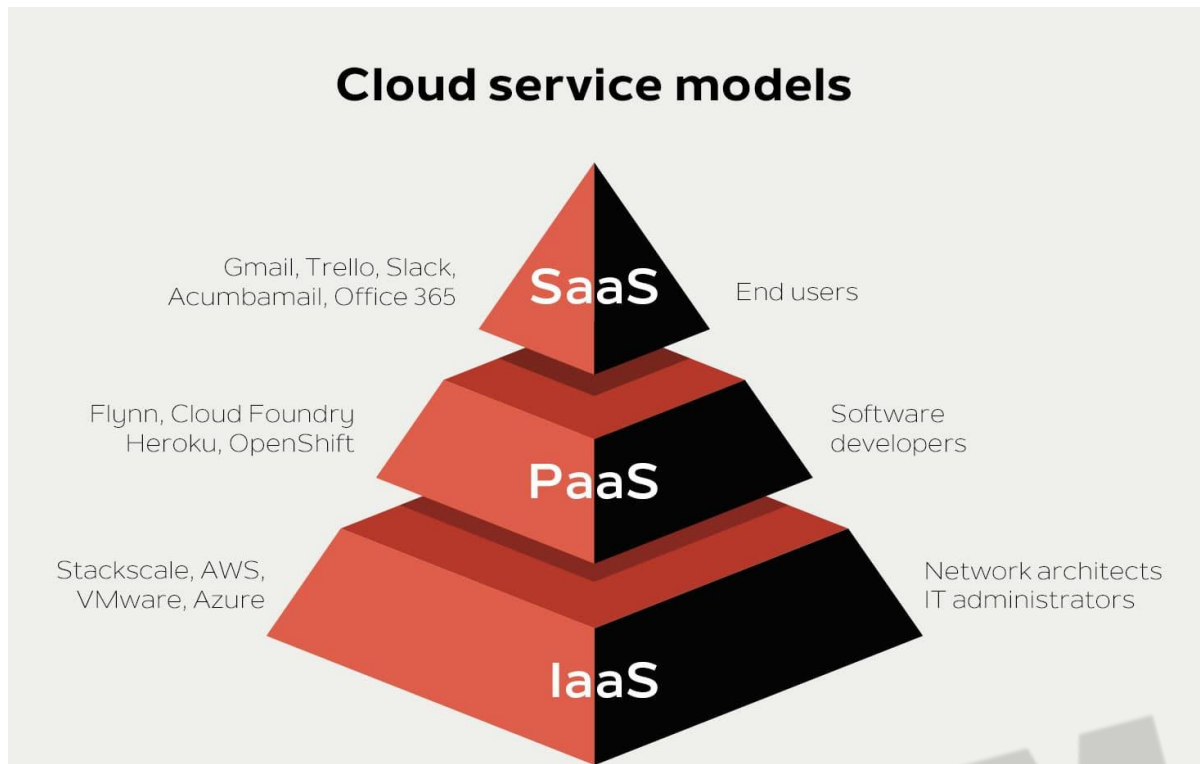 Cloud service models
Gmail, Trello, Slack,
Acumbamail, Office 365
SaaS
End users
Flynn, Cloud Foundry
Heroku, OpenShift
PaaS
Software
developers
Stackscale, AWS,
VMware, Azure
IaaS
Network architects
IT administrators